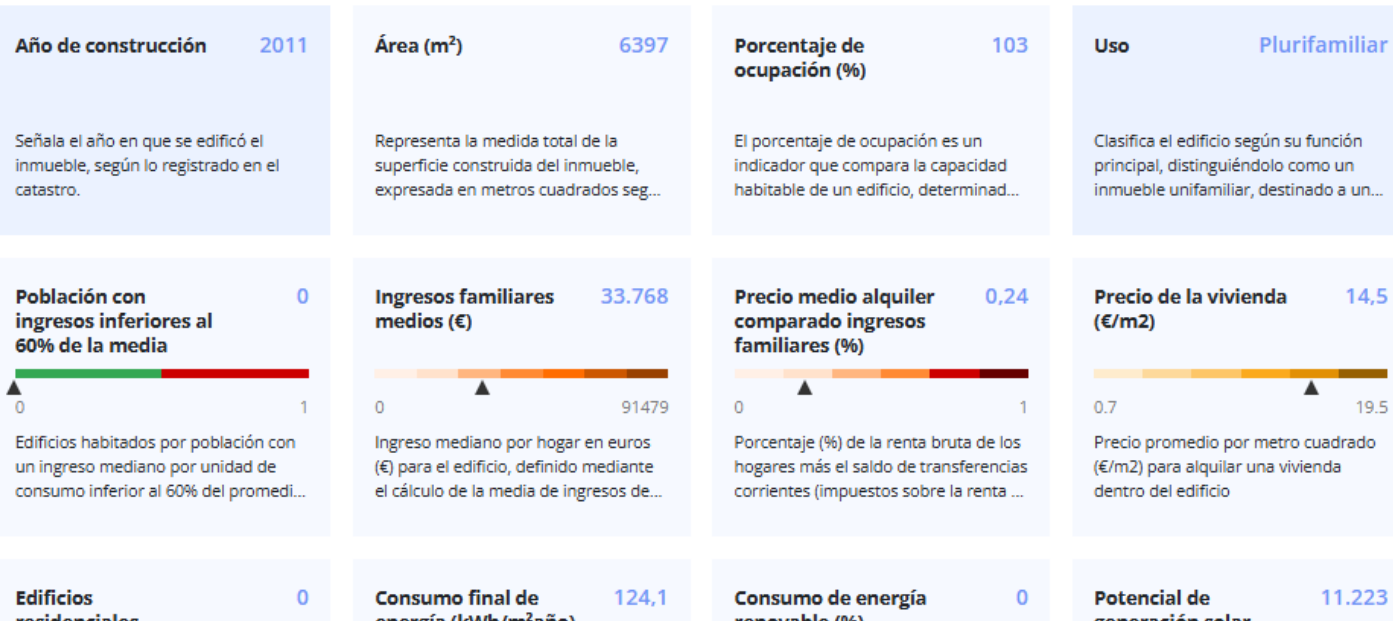 Año de construcción 2011
Señala el año en que se edificó el
inmueble, según lo registrado en el
catastro.
Área (m²) 6397
Representa la medida total de la
superficie construida del inmueble,
expresada en metros cuadrados seg...
Porcentaje de 103
ocupación (%)
El porcentaje de ocupación es un
indicador que compara la capacidad
habitable de un edificio, determinad...
Uso Plurifamiliar
Clasifica el edificio según su función
principal, distinguiéndolo como un
inmueble unifamiliar, destinado a un...
Población con 0
ingresos inferiores al
60% de la media
0 1
Edificios habitados por población con
un ingreso mediano por unidad de
consumo inferior al 60% del promedi...
Ingresos familiares 33.768
medios (€)
0 91479
Ingreso mediano por hogar en euros
(€) para el edificio, definido mediante
el cálculo de la media de ingresos de...
Precio medio alquiler 0,24
comparado ingresos
familiares (%)
0 1
Porcentaje (%) de la renta bruta de los
hogares más el saldo de transferencias
corrientes (impuestos sobre la renta ...
Precio de la vivienda 14,5
(€/m2)
0.7 19.5
Precio promedio por metro cuadrado
(€/m2) para alquilar una vivienda
dentro del edificio
Edificios 0
residenciales
Consumo final de 124,1
energía (kWh/m²año)
Consumo de energía 0
renovable (%)
Potencial de 11.223
generación solar